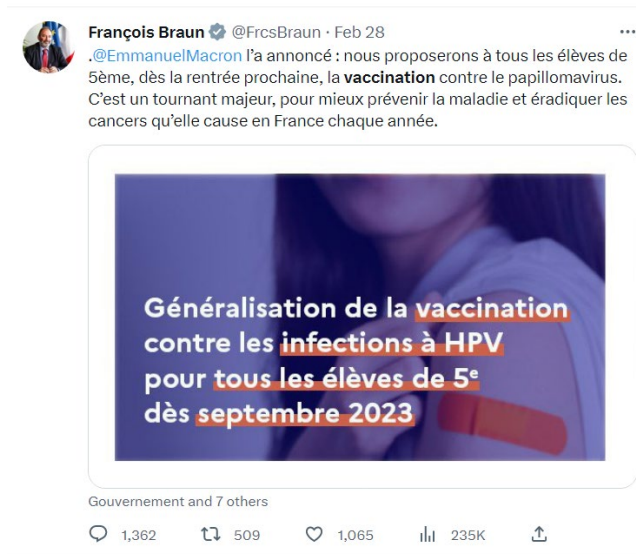 François Braun @FrcsBraun · Feb 28
.@EmmanuelMacron l’a annoncé : nous proposerons à tous les élèves de
5ème, dès la rentrée prochaine, la vaccination contre le papillomavirus.
C’est un tournant majeur, pour mieux prévenir la maladie et éradiquer les
cancers qu’elle cause en France chaque année.
Généralisation de la vaccination
contre les infections à HPV
pour tous les élèves de 5e
dès septembre 2023
Gouvernement and 7 others
1,362 509 1,065 235K